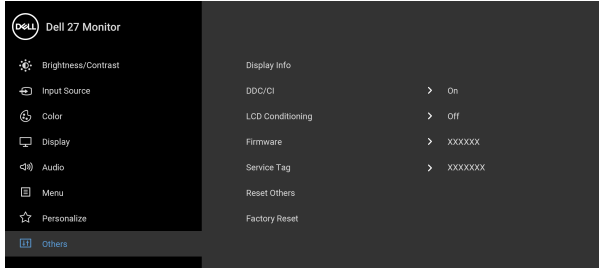 DELL Dell 27 Monitor
Brightness/Contrast
Input Source
Color
Display
Audio
Menu
Personalize
Others
Display Info
DDC/CI > On
LCD Conditioning > Off
Firmware > XXXXXX
Service Tag > XXXXXXX
Reset Others
Factory Reset